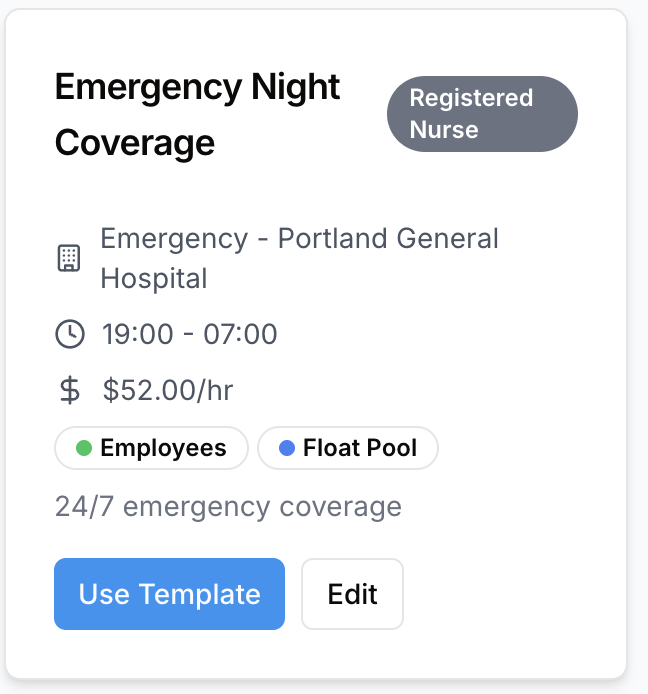 Emergency Night
Coverage
Registered
Nurse
Emergency - Portland General
Hospital
19:00 - 07:00
$52.00/hr
Employees
Float Pool
24/7 emergency coverage
Use Template
Edit